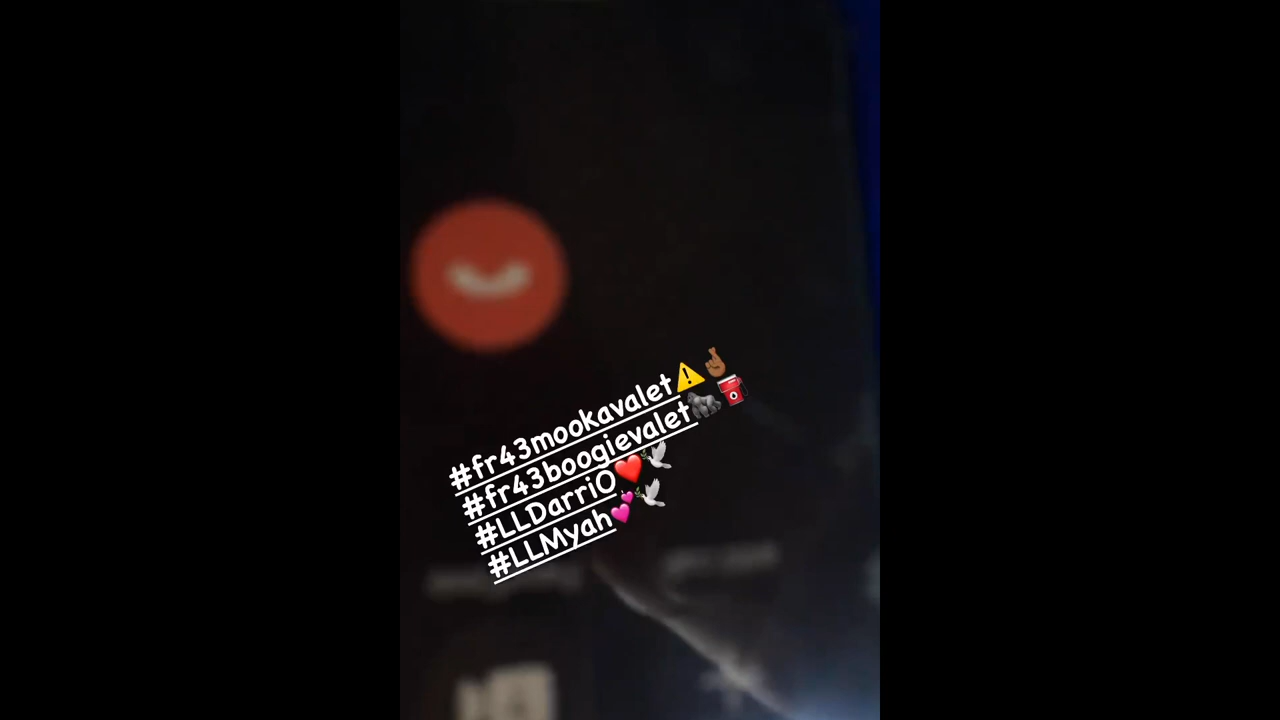 #fr43mookavalet⚠️🤞🏾
#fr43boogievalet🦍⛽
#LLDarriO❤️🕊️
#LLMyah💕🕊️